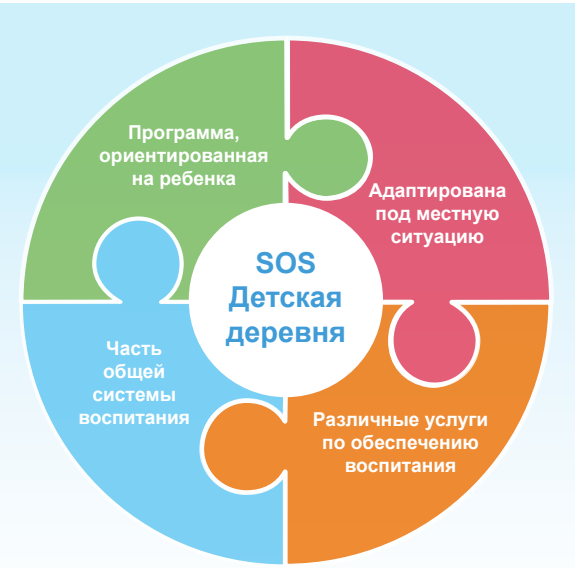 Программа,
ориентированная
на ребенка
Адаптирована
под местную
ситуацию
SOS
Детская
деревня
Часть
общей
системы
воспитания
Различные услуги
по обеспечению
воспитания